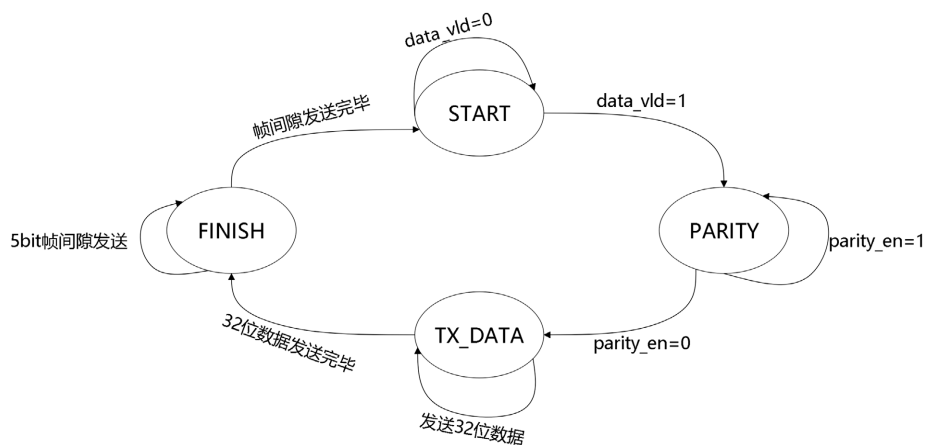 data_vld=0
START
data_vld=1
帧间隙发送完毕
FINISH
5bit帧间隙发送
PARITY
parity_en=1
32位数据发送完毕
TX_DATA
parity_en=0
发送32位数据